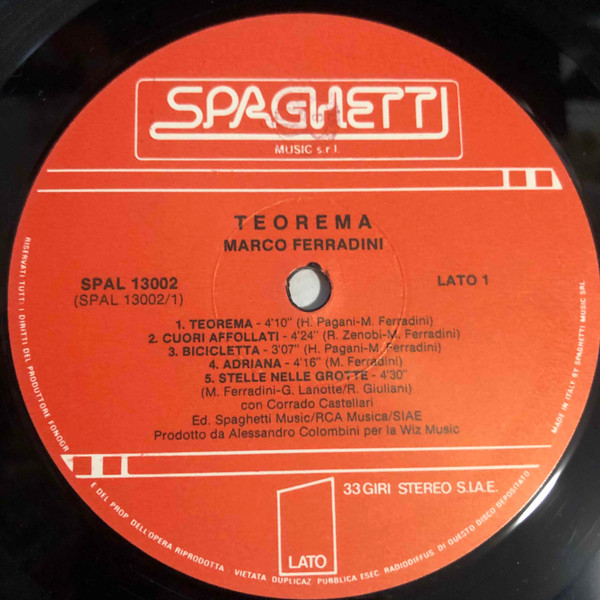 SPAGHETTI
MUSIC s.r.l.
TEOREMA
MARCO FERRADINI
SPAL 13002
(SPAL 13002/1)
LATO 1
1. TEOREMA - 4'10" (H. Pagani-M. Ferradini)
2. CUORI AFFOLLATI - 4'24" (R. Zenobi-M. Ferradini)
3. BICICLETTA - 3'07" (H. Pagani-M. Ferradini)
4. ADRIANA - 4'16" (M. Ferradini)
5. STELLE NELLE GROTTE - 4'30"
(M. Ferradini-G. Lanotte/R. Giuliani)
con Corrado Castellari
Ed. Spaghetti Music/RCA Musica/SIAE
Prodotto da Alessandro Colombini per la Wiz Music
1
LATO
33 GIRI STEREO S.I.A.E.
RISERVATI TUTTI I DIRITTI DEL PRODUTTORE FONOGR.
E DEL PROP. DELL'OPERA RIPRODOTTA - VIETATA DUPLICAZ. PUBBLICA ESEC. RADIODIFFUS. DI QUESTO DISCO DEPOSITATO
MADE IN ITALY BY SPAGHETTI MUSIC SRL